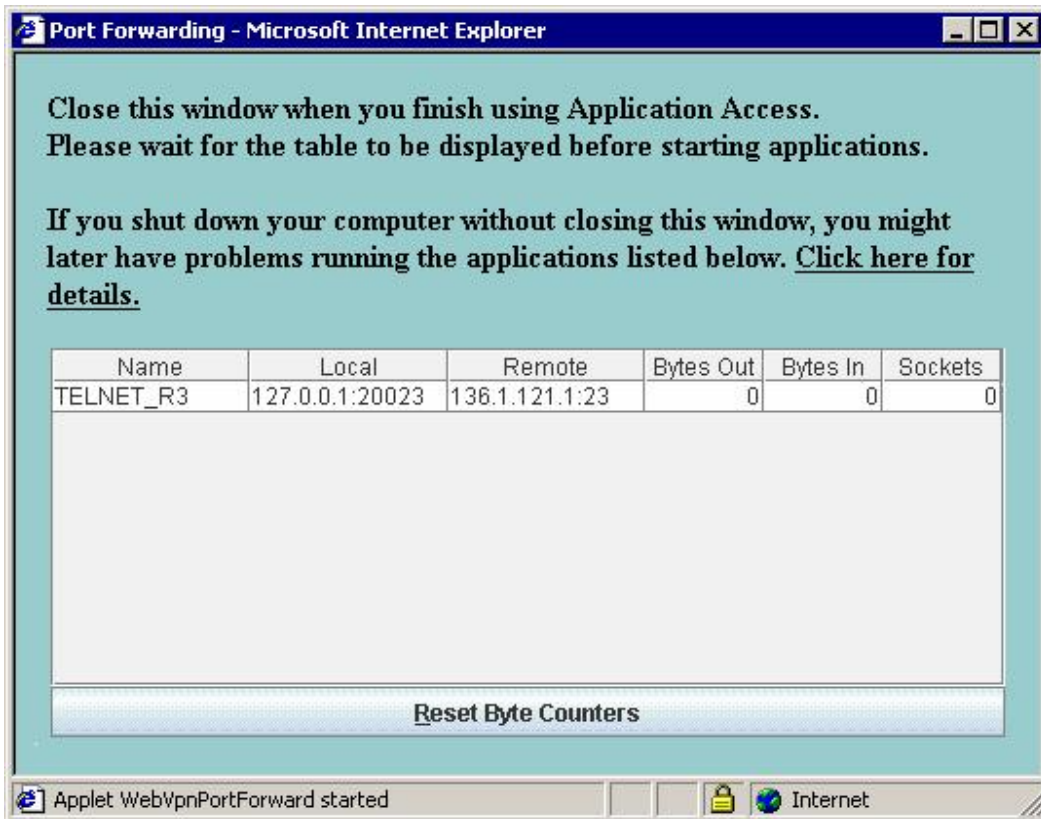 Port Forwarding - Microsoft Internet Explorer
Close this window when you finish using Application Access.
Please wait for the table to be displayed before starting applications.
If you shut down your computer without closing this window, you might
later have problems running the applications listed below. Click here for
details.
Name Local Remote Bytes Out Bytes In Sockets
TELNET_R3 127.0.0.1:20023 136.1.121.1:23 0 0 0
Reset Byte Counters
Applet WebVpnPortForward started Internet